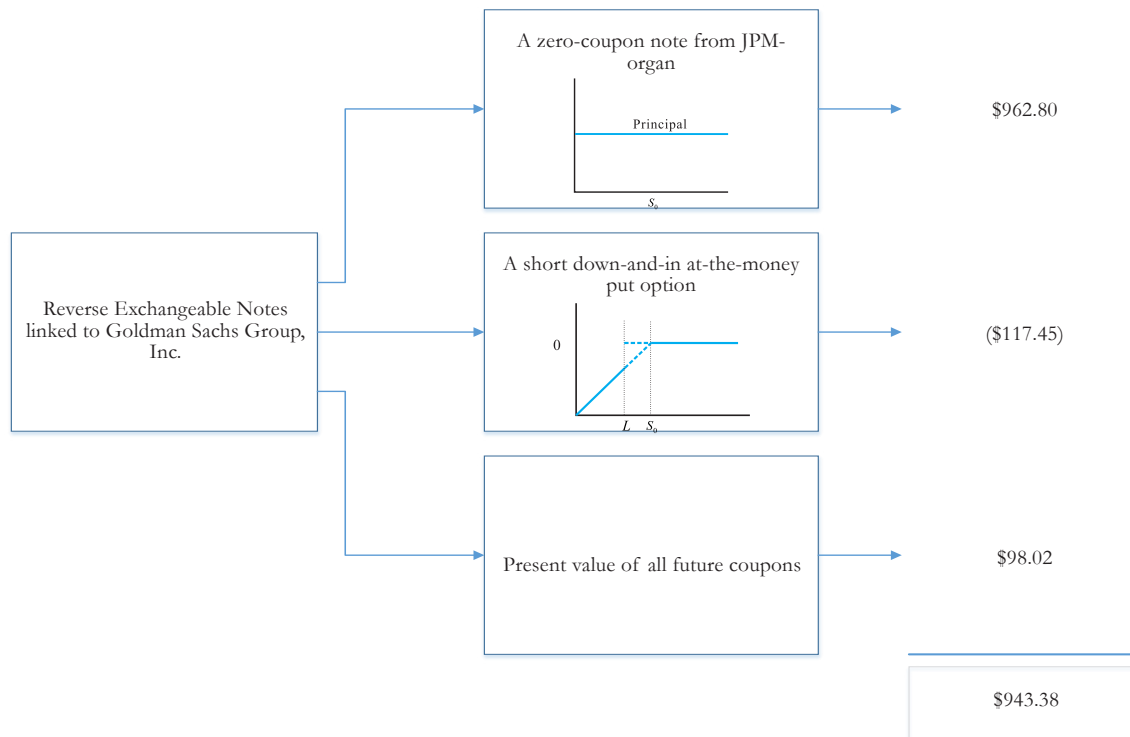 A zero-coupon note from JPM-
organ
Principal
S₀
$962.80
Reverse Exchangeable Notes
linked to Goldman Sachs Group,
Inc.
A short down-and-in at-the-money
put option
0
L S₀
($117.45)
Present value of all future coupons
$98.02
$943.38